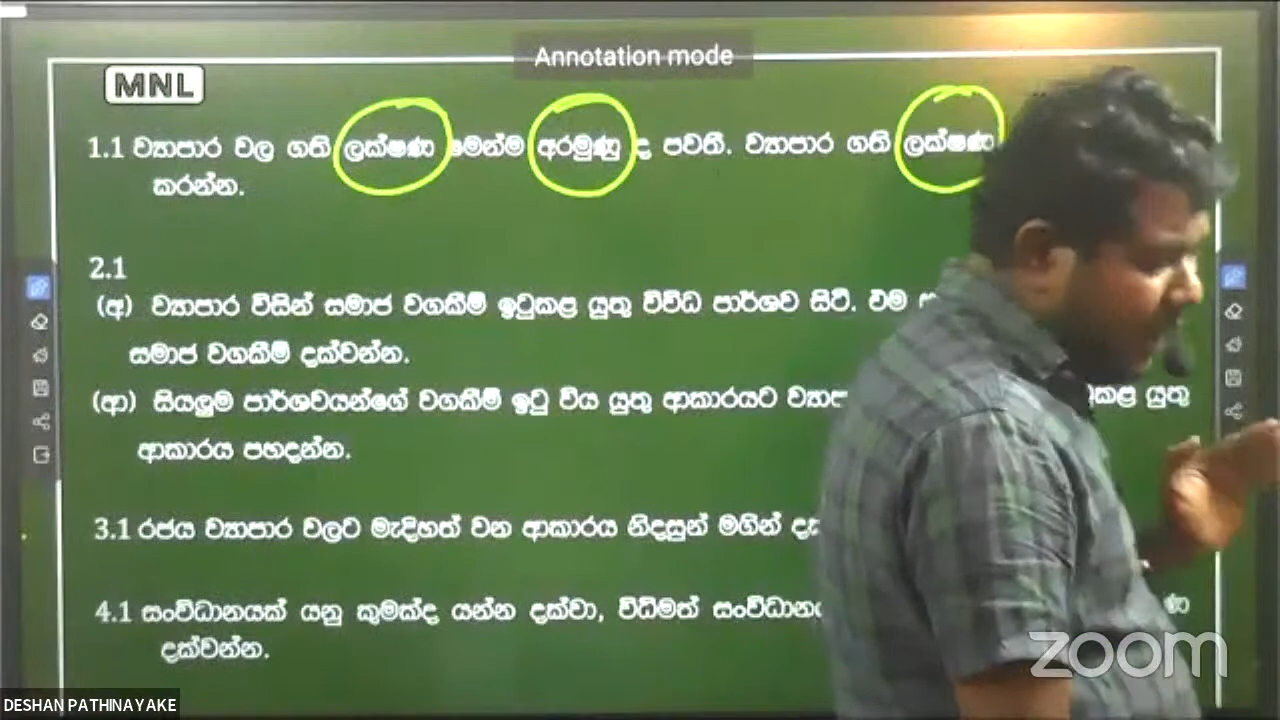 Annotation mode
MNL
1.1 ව්‍යාපාර වල ගති ලක්ෂණ මෙන්ම අරමුණු ද පවතී. ව්‍යාපාර ගති ලක්ෂණ
කරන්න.
2.1
(අ) ව්‍යාපාර විසින් සමාජ වගකීම් ඉටුකළ යුතු විවිධ පාර්ශව සිටී. එම
සමාජ වගකීම් දක්වන්න.
(ආ) සියලුම පාර්ශවයන්ගේ වගකීම් ඉටු විය යුතු ආකාරයට යුතු
ආකාරය පහදන්න.
3.1 රජය ව්‍යාපාර වලට මැදිහත් වන ආකාරය නිදසුන් මගින්
4.1 සංවිධානයක් යනු කුමක්ද යන්න දක්වා, විධිමත්
දක්වන්න.
zoom
DESHAN PATHINAYAKE